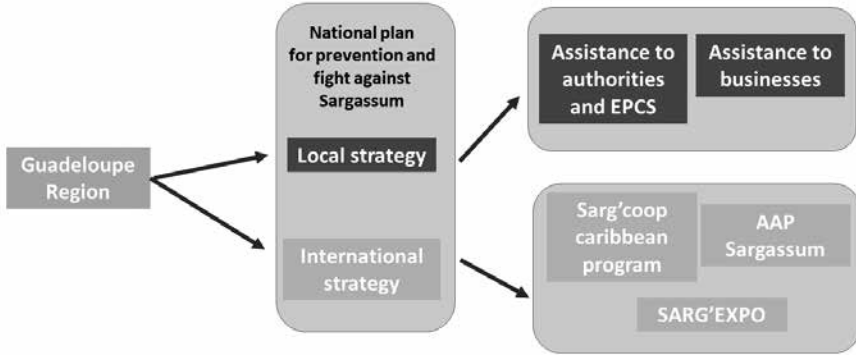 National plan
for prevention and
fight against
Sargassum
Assistance to
authorities
and EPCS
Assistance to
businesses
Guadeloupe
Region
Local strategy
International
strategy
Sarg'coop
caribbean
program
AAP
Sargassum
SARG'EXPO